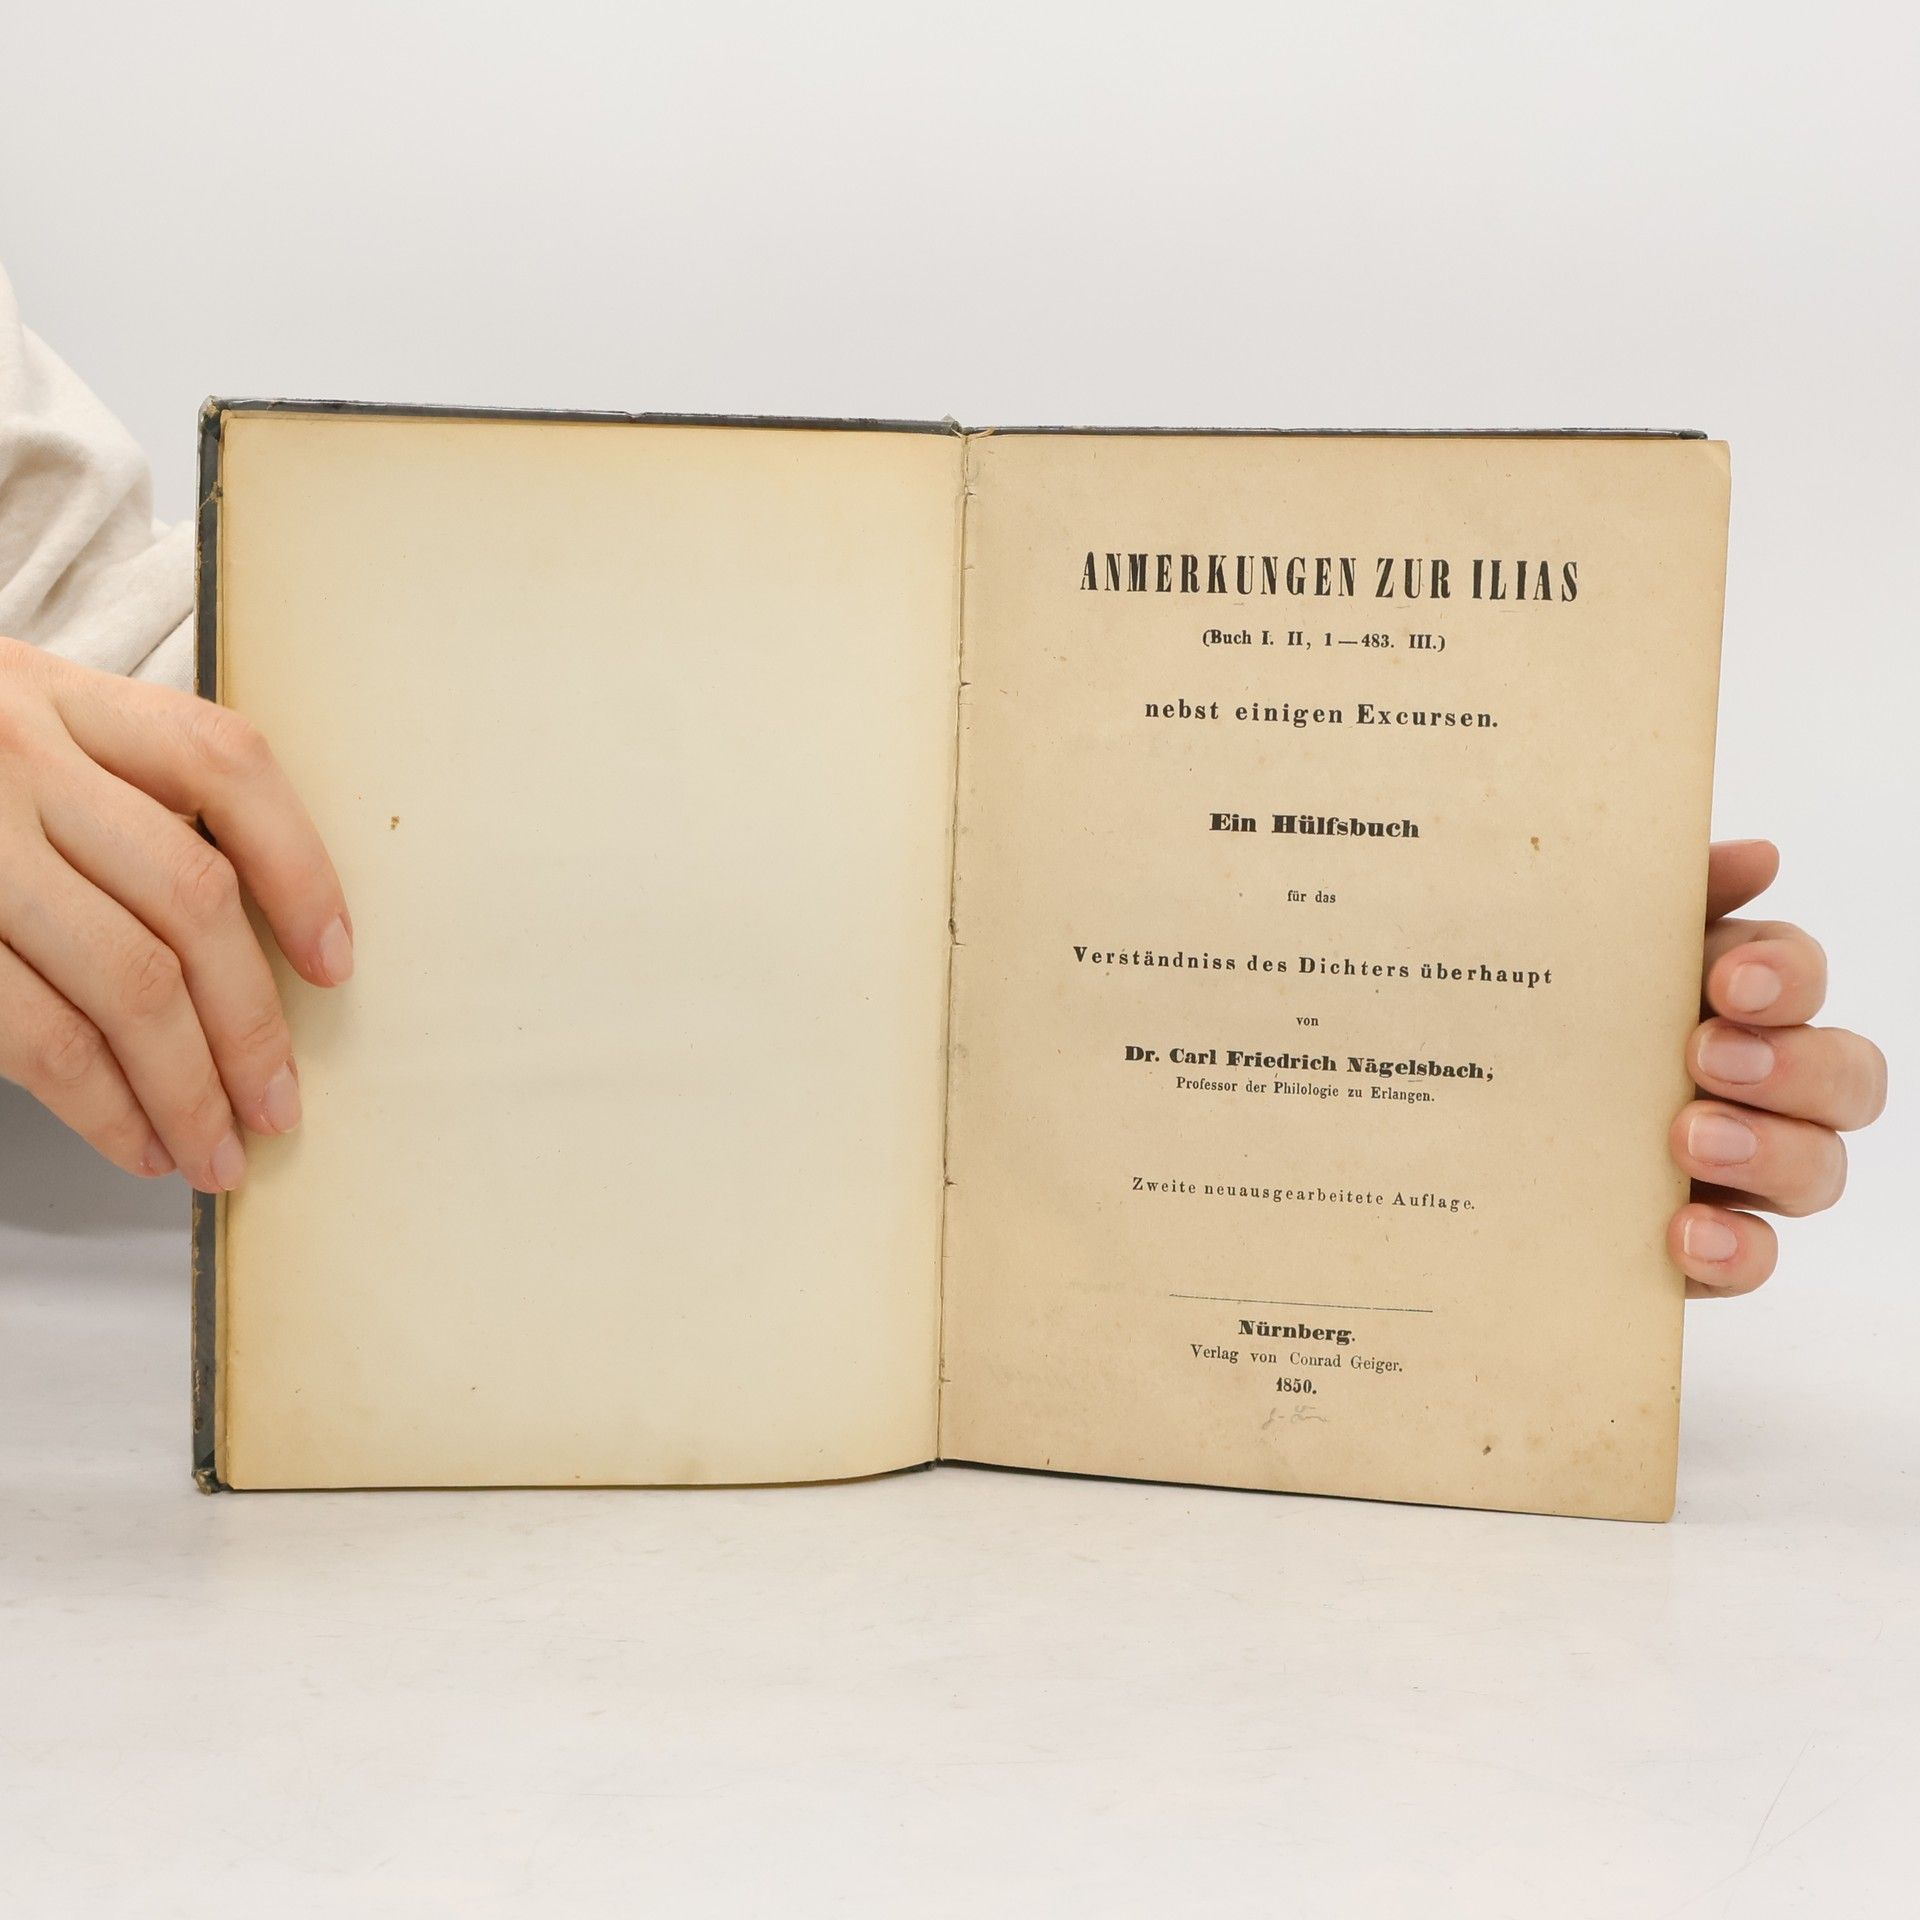 ANMERKUNGEN ZUR ILIAS
(Buch I. II, 1—483. III.)
nebst einigen Excursen.
Ein Hülfsbuch
für das
Verständniss des Dichters überhaupt
von
Dr. Carl Friedrich Nägelsbach,
Professor der Philologie zu Erlangen.
Zweite neuausgearbeitete Auflage.
Nürnberg.
Verlag von Conrad Geiger.
1850.